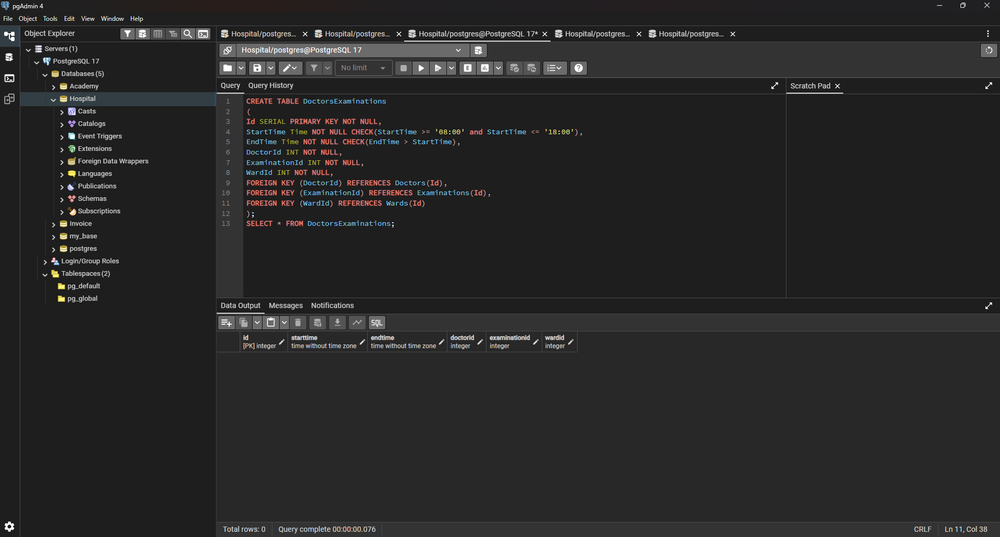 pgAdmin 4
File Object Tools Edit View Window Help
Object Explorer
Servers (1)
PostgreSQL 17
Databases (5)
Academy
Hospital
Casts
Catalogs
Event Triggers
Extensions
Foreign Data Wrappers
Languages
Publications
Schemas
Subscriptions
Invoice
my_base
postgres
Login/Group Roles
Tablespaces (2)
pg_default
pg_global
Hospital/postgres... Hospital/postgres... Hospital/postgres@PostgreSQL 17* Hospital/postgres... Hospital/postgres...
Hospital/postgres@PostgreSQL 17
No limit E
Query Query History
Scratch Pad
1 CREATE TABLE DoctorsExaminations
2 (
3 Id SERIAL PRIMARY KEY NOT NULL,
4 StartTime Time NOT NULL CHECK(StartTime >= '08:00' and StartTime <= '18:00'),
5 EndTime Time NOT NULL CHECK(EndTime > StartTime),
6 DoctorId INT NOT NULL,
7 ExaminationId INT NOT NULL,
8 WardId INT NOT NULL,
9 FOREIGN KEY (DoctorId) REFERENCES Doctors(Id),
10 FOREIGN KEY (ExaminationId) REFERENCES Examinations(Id),
11 FOREIGN KEY (WardId) REFERENCES Wards(Id)
12 );
13 SELECT * FROM DoctorsExaminations;
Data Output Messages Notifications
SQL
id starttime endtime doctorid examinationid wardid
[PK] integer time without time zone time without time zone integer integer integer
Total rows: 0 Query complete 00:00:00.076 CRLF Ln 11, Col 38